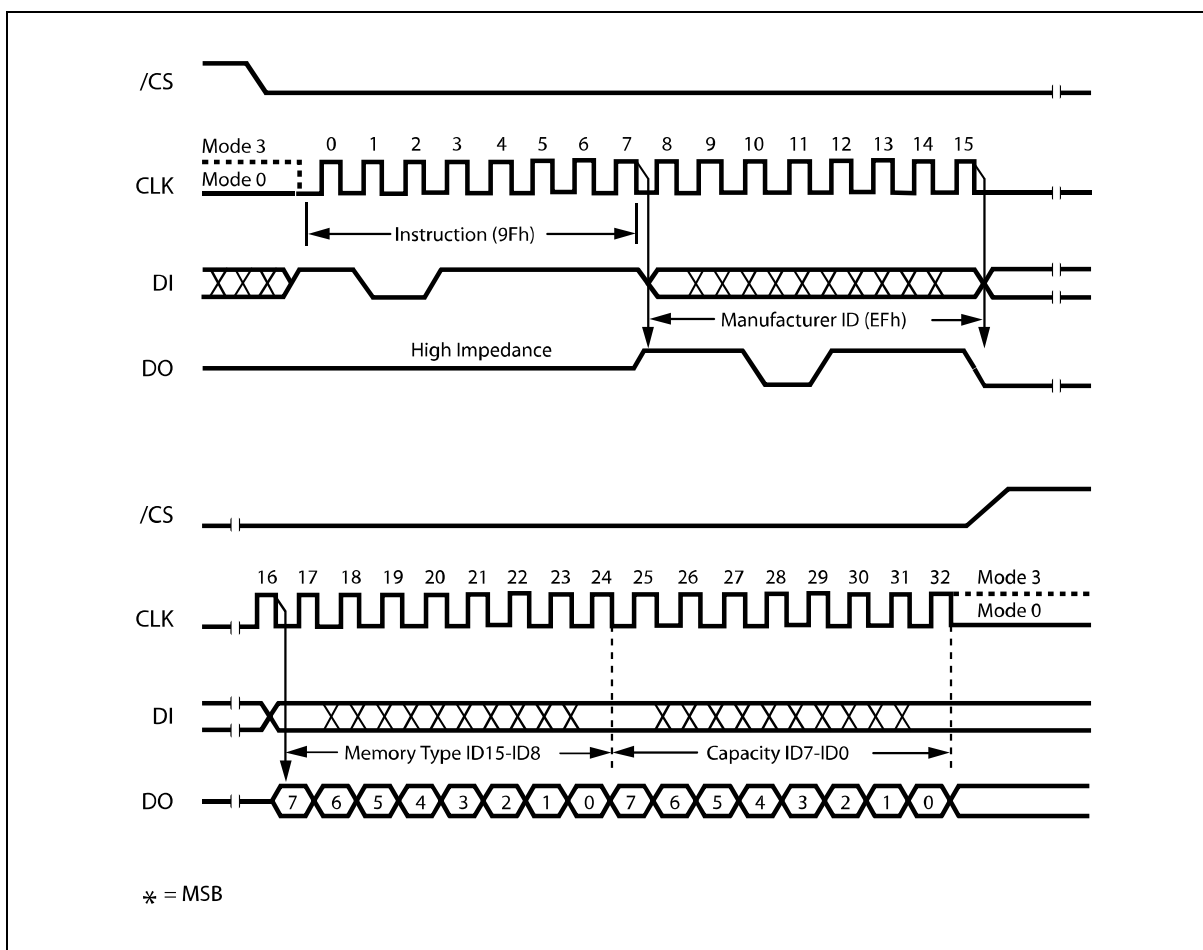 /CS
Mode 3
0 1 2 3 4 5 6 7 8 9 10 11 12 13 14 15
CLK
Mode 0
Instruction (9Fh)
DI
Manufacturer ID (EFh)
High Impedance
DO
/CS
16 17 18 19 20 21 22 23 24 25 26 27 28 29 30 31 32
Mode 3
CLK
Mode 0
DI
Memory Type ID15-ID8
Capacity ID7-ID0
DO
7 6 5 4 3 2 1 0 7 6 5 4 3 2 1 0
* = MSB